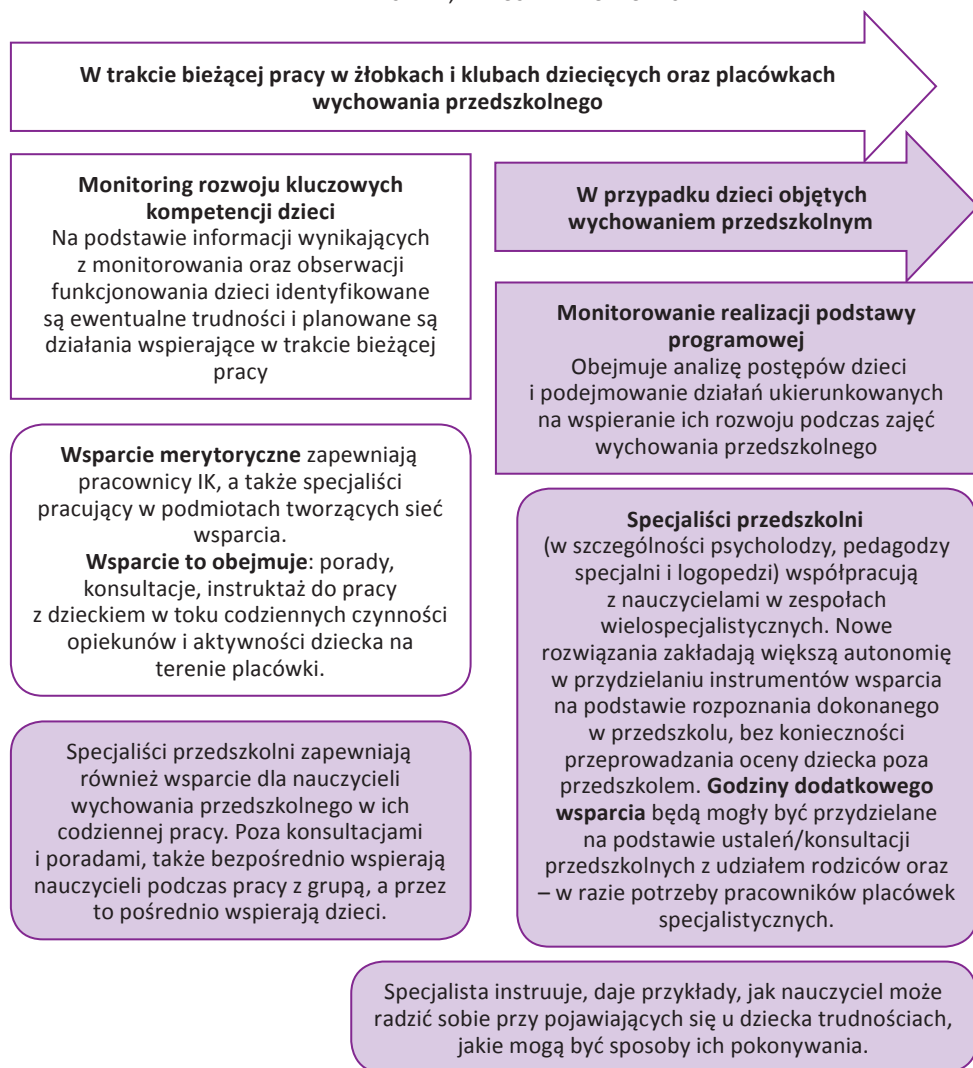 W trakcie bieżącej pracy w żłobkach i klubach dziecięcych oraz placówkach
wychowania przedszkolnego
Monitoring rozwoju kluczowych
kompetencji dzieci
Na podstawie informacji wynikających
z monitorowania oraz obserwacji
funkcjonowania dzieci identyfikowane
są ewentualne trudności i planowane są
działania wspierające w trakcie bieżącej
pracy
W przypadku dzieci objętych
wychowaniem przedszkolnym
Monitorowanie realizacji podstawy
programowej
Obejmuje analizę postępów dzieci
i podejmowanie działań ukierunkowanych
na wspieranie ich rozwoju podczas zajęć
wychowania przedszkolnego
Wsparcie merytoryczne zapewniają
pracownicy IK, a także specjaliści
pracujący w podmiotach tworzących sieć
wsparcia.
Wsparcie to obejmuje: porady,
konsultacje, instruktaż do pracy
z dzieckiem w toku codziennych czynności
opiekunów i aktywności dziecka na
terenie placówki.
Specjaliści przedszkolni
(w szczególności psycholodzy, pedagodzy
specjalni i logopedzi) współpracują
z nauczycielami w zespołach
wielospecjalistycznych. Nowe
rozwiązania zakładają większą autonomię
w przydzielaniu instrumentów wsparcia
na podstawie rozpoznania dokonanego
w przedszkolu, bez konieczności
przeprowadzania oceny dziecka poza
przedszkolem. Godziny dodatkowego
wsparcia będą mogły być przydzielane
na podstawie ustaleń/konsultacji
przedszkolnych z udziałem rodziców oraz
– w razie potrzeby pracowników placówek
specjalistycznych.
Specjaliści przedszkolni zapewniają
również wsparcie dla nauczycieli
wychowania przedszkolnego w ich
codziennej pracy. Poza konsultacjami
i poradami, także bezpośrednio wspierają
nauczycieli podczas pracy z grupą, a przez
to pośrednio wspierają dzieci.
Specjalista instruuje, daje przykłady, jak nauczyciel może
radzić sobie przy pojawiających się u dziecka trudnościach,
jakie mogą być sposoby ich pokonywania.